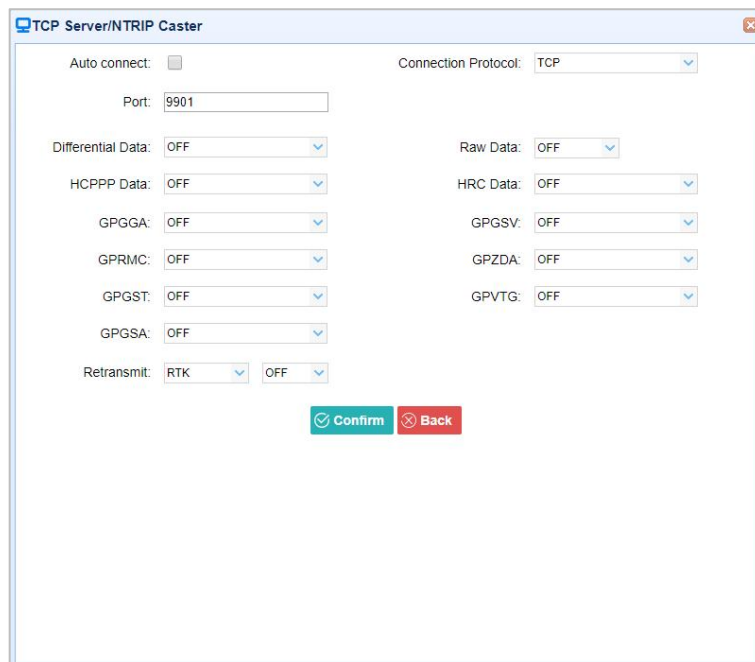 TCP Server/NTRIP Caster
Auto connect: Connection Protocol: TCP
Port: 9901
Differential Data: OFF Raw Data: OFF
HCPPP Data: OFF HRC Data: OFF
GPGGA: OFF GPGSV: OFF
GPRMC: OFF GPZDA: OFF
GPGST: OFF GPVTG: OFF
GPGSA: OFF
Retransmit: RTK OFF
Confirm Back